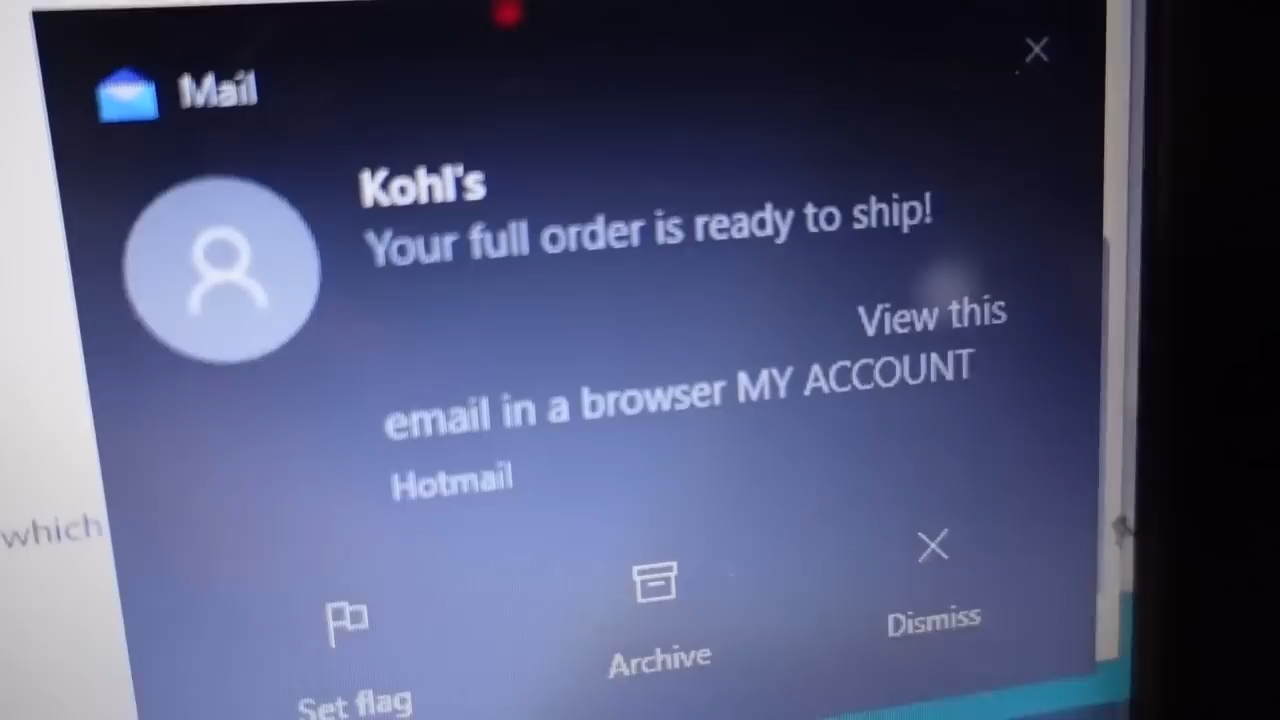 Mail
Kohl's
Your full order is ready to ship!
View this
email in a browser MY ACCOUNT
Hotmail
which
Set flag
Archive
Dismiss